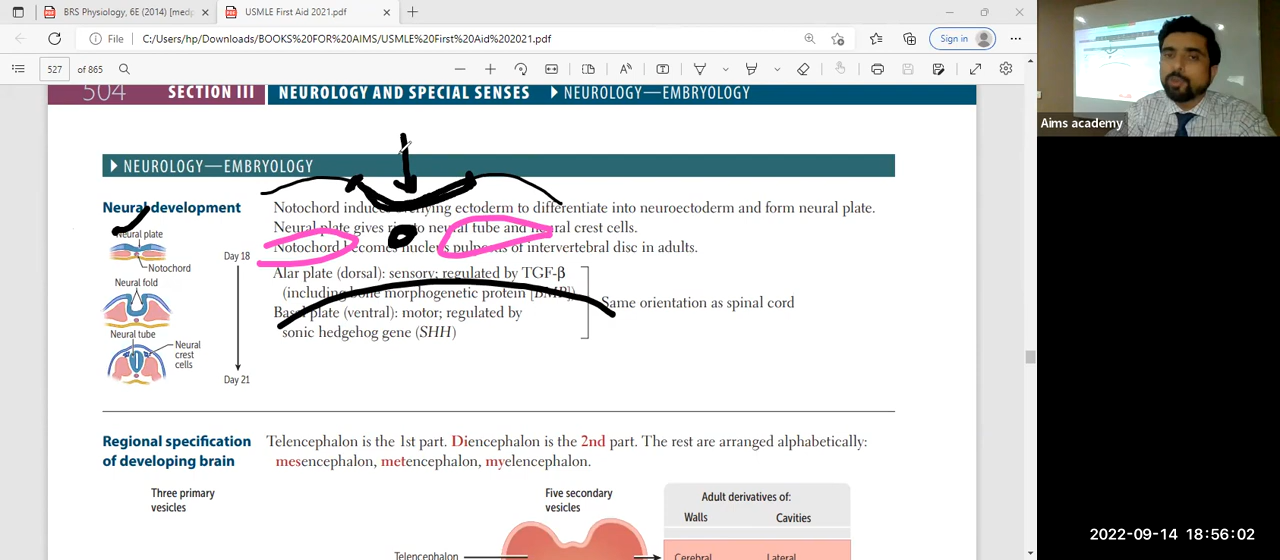 BRS Physiology, 6E (2014) [med
USMLE First Aid 2021.pdf
File
C:/Users/hp/Downloads/BOOKS%20FOR%20AIMS/USMLE%20First%20Aid%202021.pdf
Sign in
527 of 865
504 SECTION III NEUROLOGY AND SPECIAL SENSES NEUROLOGY—EMBRYOLOGY
Aims academy
NEUROLOGY—EMBRYOLOGY
Neural development
Notochord induces overlying ectoderm to differentiate into neuroectoderm and form neural plate.
Neural plate gives rise to neural tube and neural crest cells.
Notochord becomes nucleus pulposus of intervertebral disc in adults.
Alar plate (dorsal): sensory; regulated by TGF-β
(including bone morphogenetic protein [BMP])
Basal plate (ventral): motor; regulated by
sonic hedgehog gene (SHH)
Same orientation as spinal cord
Neural plate
Notochord
Neural fold
Neural tube
Neural
crest
cells
Day 18
Day 21
Regional specification
of developing brain
Telencephalon is the 1st part. Diencephalon is the 2nd part. The rest are arranged alphabetically:
mesencephalon, metencephalon, myelencephalon.
Three primary
vesicles
Five secondary
vesicles
Adult derivatives of:
Walls Cavities
Telencephalon
Cerebral Lateral
2022-09-14 18:56:02